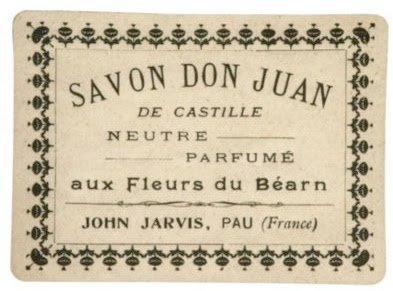 SAVON DON JUAN
DE CASTILLE
NEUTRE
PARFUMÉ
aux Fleurs du Béarn
JOHN JARVIS, PAU (France)